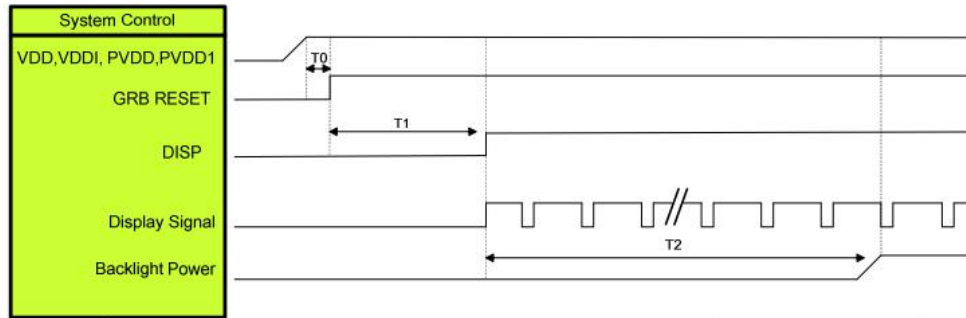 System Control
VDD,VDDI, PVDD,PVDD1
T0
GRB RESET
T1
DISP
Display Signal
T2
Backlight Power